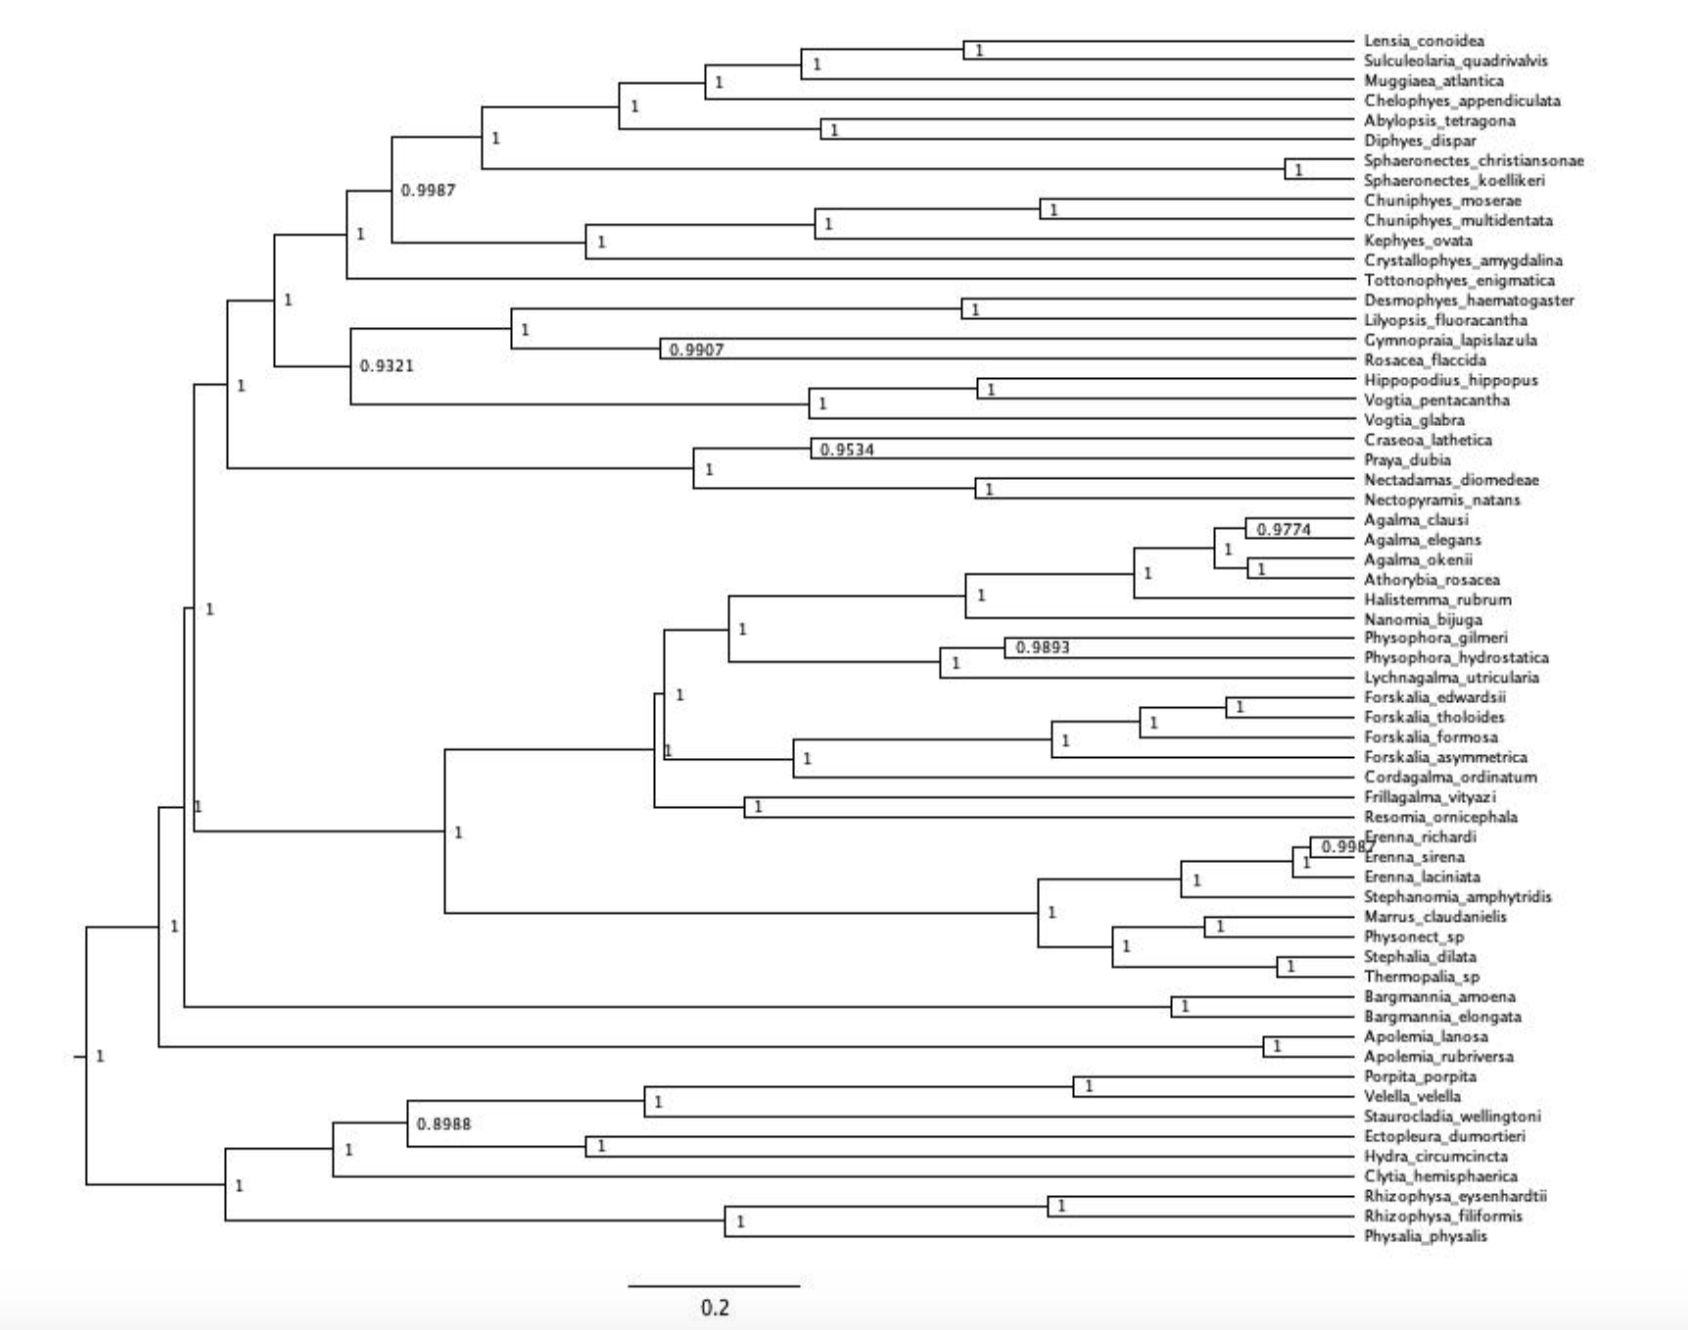 Lensia_conoidea
1
Sulculeolaria_quadrivalvis
1
Muggiaea_atlantica
1
Chelophyes_appendiculata
1
Abylopsis_tetragona
1
Diphyes_dispar
1
Sphaeronectes_christiansonae
1
Sphaeronectes_koellikeri
0.9987
Chuniphyes_moserae
1
Chuniphyes_multidentata
1
Kephyes_ovata
1
1
Crystallophyes_amygdalina
Tottonophyes_enigmatica
1
Desmophyes_haematogaster
1
Lilyopsis_fluoracantha
1
Gymnopraia_lapislazula
0.9907
Rosacea_flaccida
0.9321
Hippopodius_hippopus
1
1
Vogtia_pentacantha
1
Vogtia_glabra
Craseoa_lathetica
0.9534
Praya_dubia
1
Nectadamas_diomedeae
1
Nectopyramis_natans
Agalma_clausi
0.9774
Agalma_elegans
1
Agalma_okenii
1
1
Athorybia_rosacea
1
Halistemma_rubrum
1
Nanomia_bijuga
1
Physophora_gilmeri
0.9893
Physophora_hydrostatica
1
Lychnagalma_utricularia
1
Forskalia_edwardsii
1
Forskalia_tholoides
1
Forskalia_formosa
1
1
Forskalia_asymmetrica
1
Cordagalma_ordinatum
Frillagalma_vityazi
1
1
Resomia_ornicephala
1
Erenna_richardi
0.9987
Erenna_sirena
1
Erenna_laciniata
1
Stephanomia_amphytridis
1
Marrus_claudanielis
1
1
Physonect_sp
1
Stephalia_dilata
1
Thermopalia_sp
Bargmannia_amoena
1
Bargmannia_elongata
Apolemia_lanosa
1
Apolemia_rubriversa
1
Porpita_porpita
1
Velella_velella
1
Staurocladia_wellingtoni
0.8988
Ectopleura_dumortieri
1
1
Hydra_circumcincta
Clytia_hemisphaerica
1
Rhizophysa_eysenhardtii
1
Rhizophysa_filiformis
1
Physalia_physalis
0.2